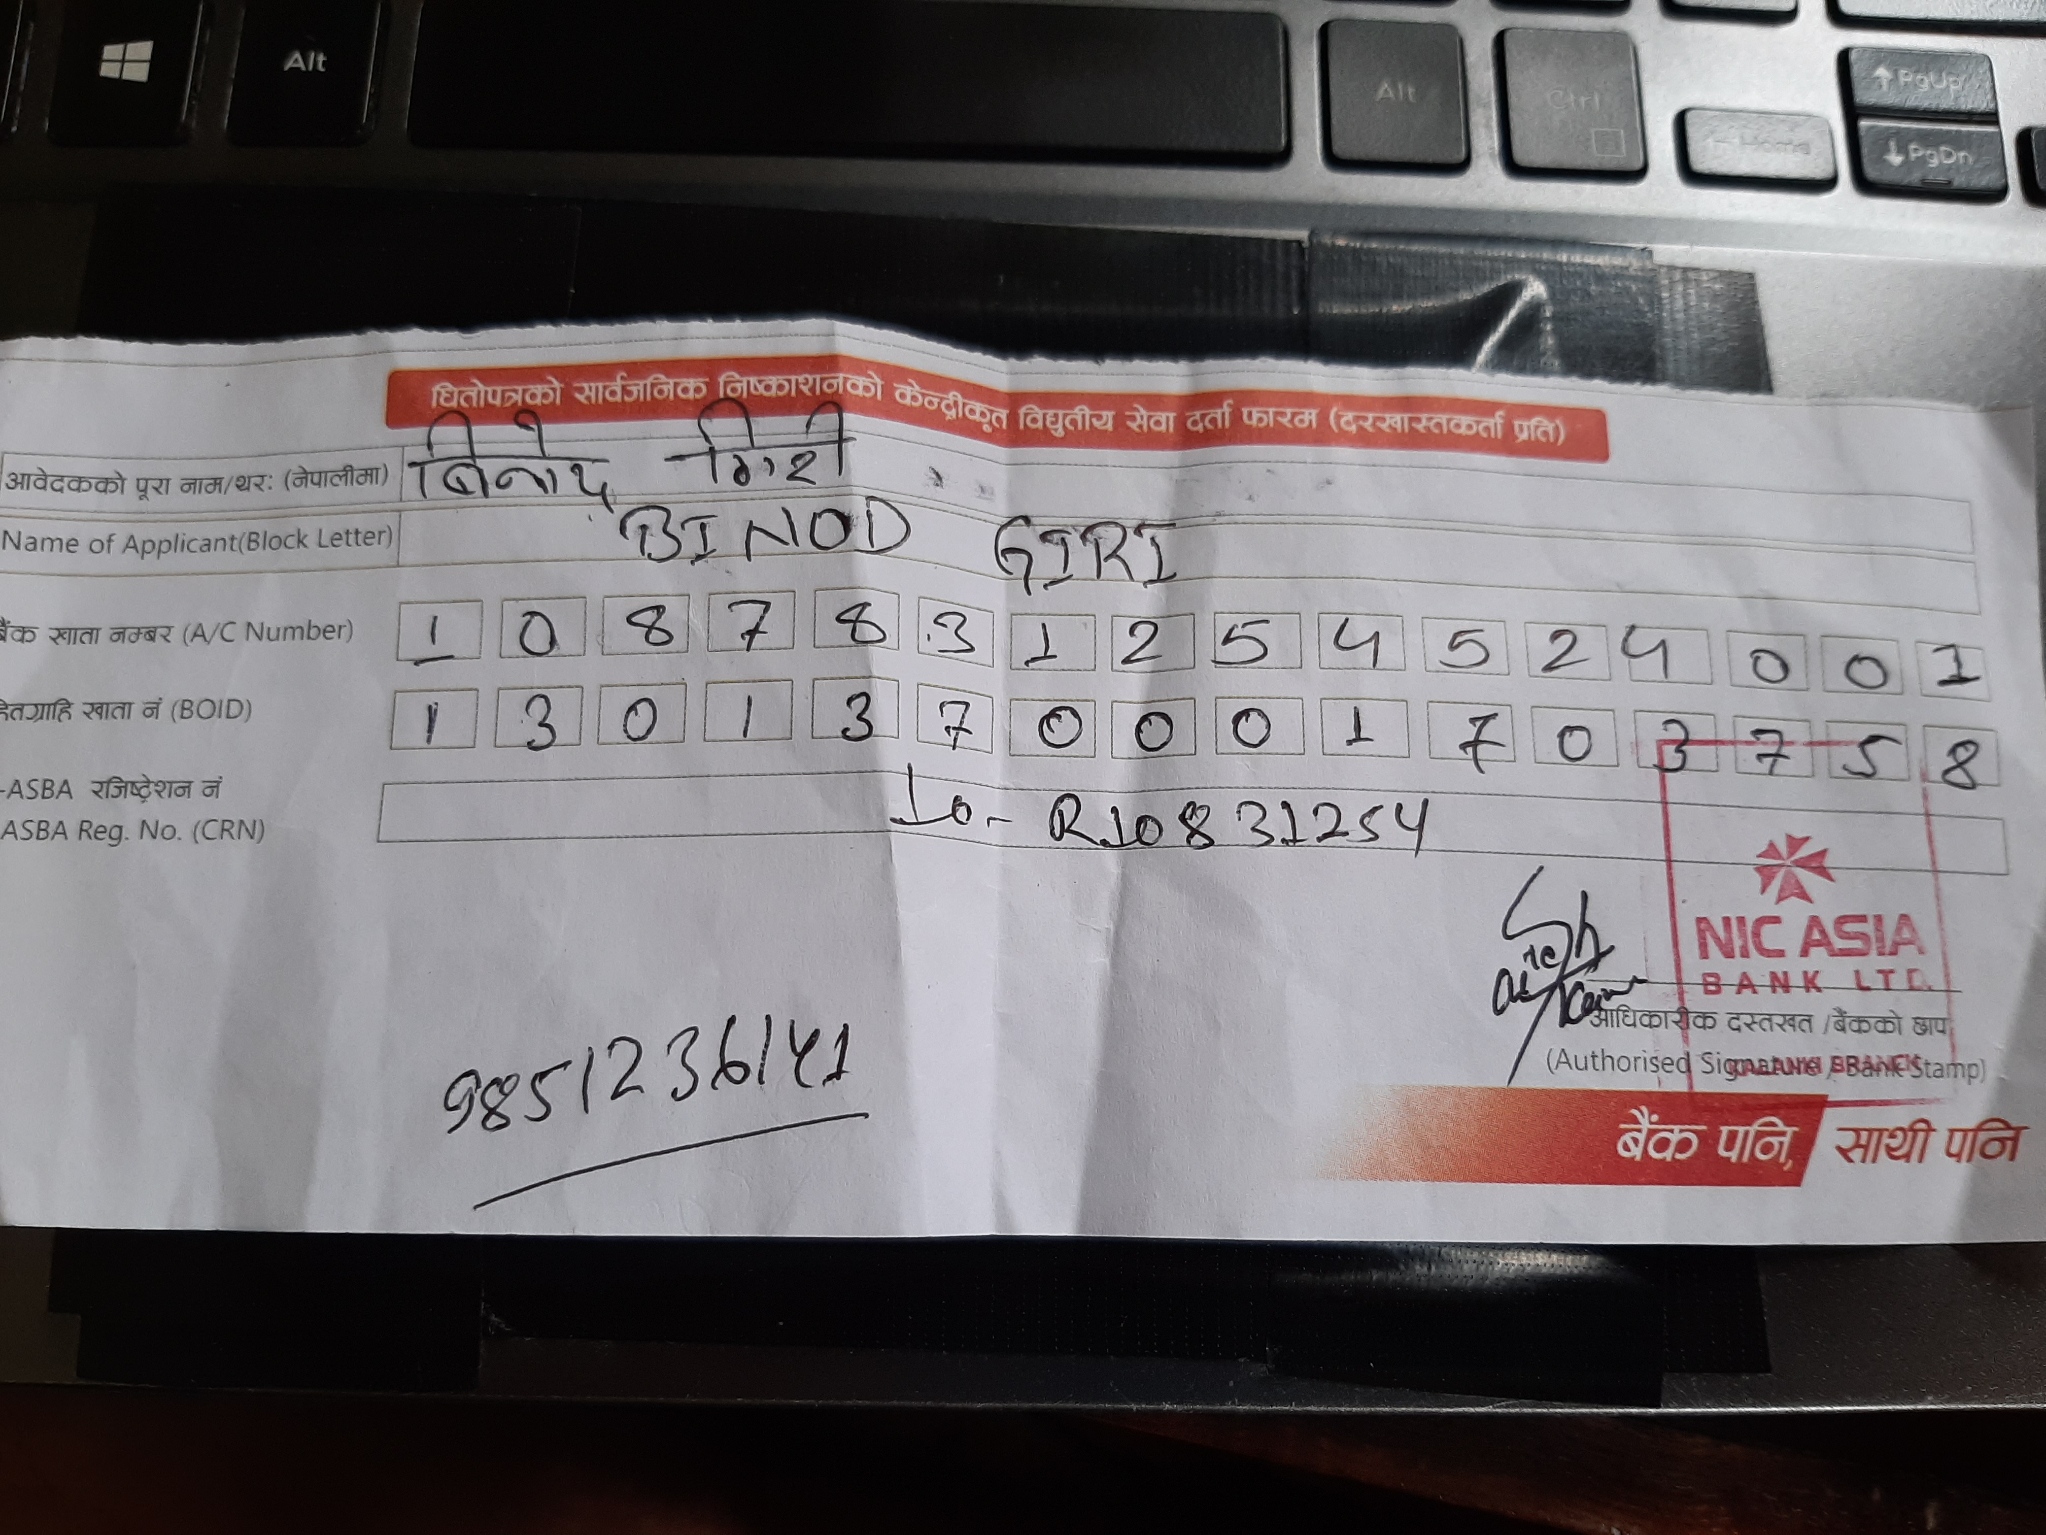 Alt
Alt
Ctrl
Home
PgUp
PgDn
धितोपत्रको सार्वजनिक निष्काशनको केन्द्रीकृत विद्युतीय सेवा दर्ता फारम (दरखास्तकर्ता प्रति)
आवेदकको पूरा नाम/थर: (नेपालीमा) बिनोद गिरी
Name of Applicant(Block Letter) BINOD GIRI
बैंक खाता नम्बर (A/C Number) 1 0 8 7 8 3 1 2 5 4 5 2 4 0 0 1
हितग्राहि खाता नं (BOID) 1 3 0 1 3 7 0 0 0 1 7 0 3 7 5 8
-ASBA रजिष्ट्रेशन नं
ASBA Reg. No. (CRN) 10- R10831254
NIC ASIA
BANK LTD.
आधिकारीक दस्तखत /बैंकको छाप
(Authorised Signature / Bank Stamp)
BRANCH
9851236141
बैंक पनि, साथी पनि